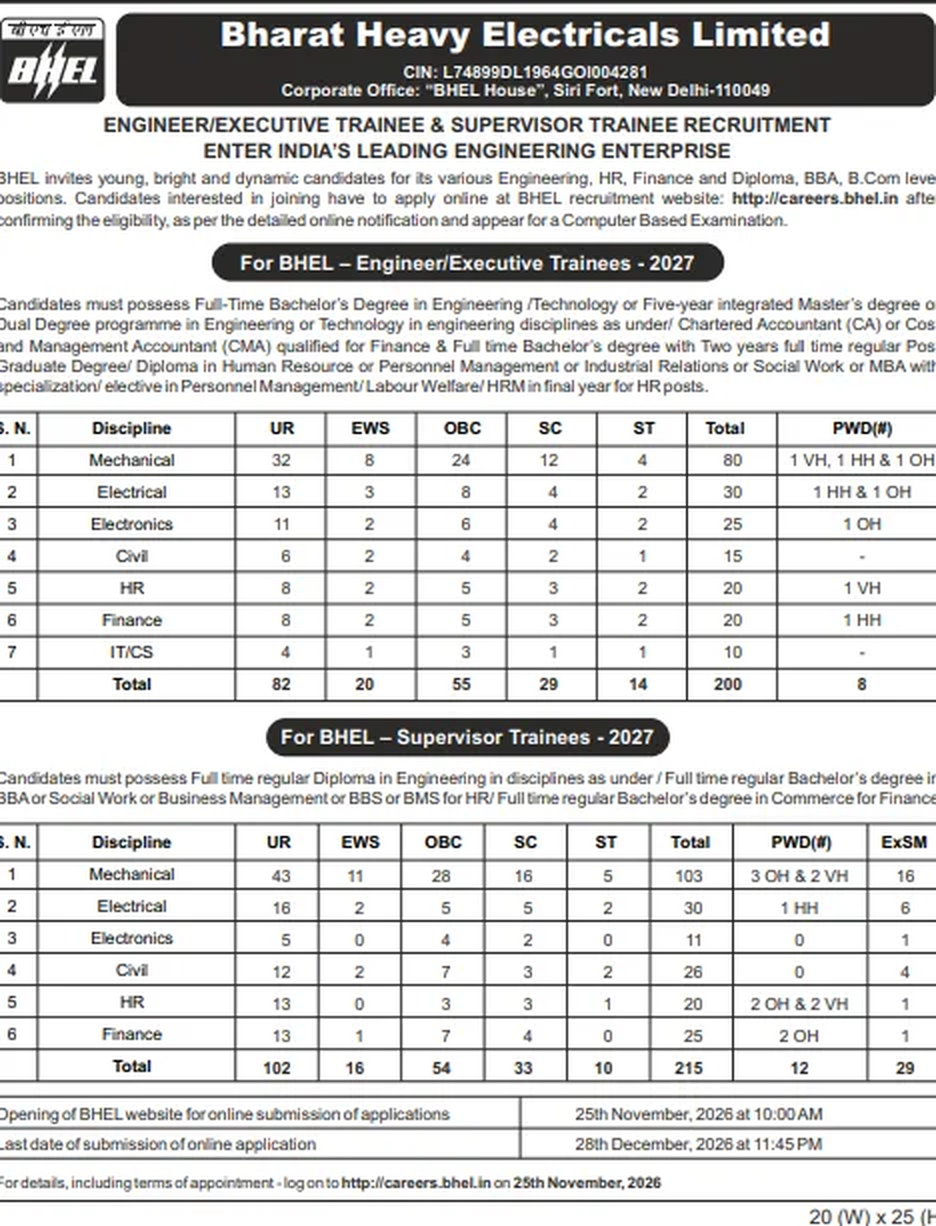 बी एच ई एल
BHEL
Bharat Heavy Electricals Limited
CIN: L74899DL1964GOI004281
Corporate Office: “BHEL House”, Siri Fort, New Delhi-110049
ENGINEER/EXECUTIVE TRAINEE & SUPERVISOR TRAINEE RECRUITMENT
ENTER INDIA’S LEADING ENGINEERING ENTERPRISE
BHEL invites young, bright and dynamic candidates for its various Engineering, HR, Finance and Diploma, BBA, B.Com leve
positions. Candidates interested in joining have to apply online at BHEL recruitment website: http://careers.bhel.in afte
confirming the eligibility, as per the detailed online notification and appear for a Computer Based Examination.
For BHEL – Engineer/Executive Trainees - 2027
Candidates must possess Full-Time Bachelor’s Degree in Engineering /Technology or Five-year integrated Master’s degree o
Dual Degree programme in Engineering or Technology in engineering disciplines as under/ Chartered Accountant (CA) or Cos
and Management Accountant (CMA) qualified for Finance & Full time Bachelor’s degree with Two years full time regular Pos
Graduate Degree/ Diploma in Human Resource or Personnel Management or Industrial Relations or Social Work or MBA with
specialization/ elective in Personnel Management/ Labour Welfare/ HRM in final year for HR posts.
S. N. Discipline UR EWS OBC SC ST Total PWD(#)
1 Mechanical 32 8 24 12 4 80 1 VH, 1 HH & 1 OH
2 Electrical 13 3 8 4 2 30 1 HH & 1 OH
3 Electronics 11 2 6 4 2 25 1 OH
4 Civil 6 2 4 2 1 15 -
5 HR 8 2 5 3 2 20 1 VH
6 Finance 8 2 5 3 2 20 1 HH
7 IT/CS 4 1 3 1 1 10 -
Total 82 20 55 29 14 200 8
For BHEL – Supervisor Trainees - 2027
Candidates must possess Full time regular Diploma in Engineering in disciplines as under / Full time regular Bachelor’s degree in
BBA or Social Work or Business Management or BBS or BMS for HR/ Full time regular Bachelor’s degree in Commerce for Finance
S. N. Discipline UR EWS OBC SC ST Total PWD(#) ExSM
1 Mechanical 43 11 28 16 5 103 3 OH & 2 VH 16
2 Electrical 16 2 5 5 2 30 1 HH 6
3 Electronics 5 0 4 2 0 11 0 1
4 Civil 12 2 7 3 2 26 0 4
5 HR 13 0 3 3 1 20 2 OH & 2 VH 1
6 Finance 13 1 7 4 0 25 2 OH 1
Total 102 16 54 33 10 215 12 29
Opening of BHEL website for online submission of applications 25th November, 2026 at 10:00 AM
Last date of submission of online application 28th December, 2026 at 11:45 PM
For details, including terms of appointment - log on to http://careers.bhel.in on 25th November, 2026
20 (W) x 25 (H